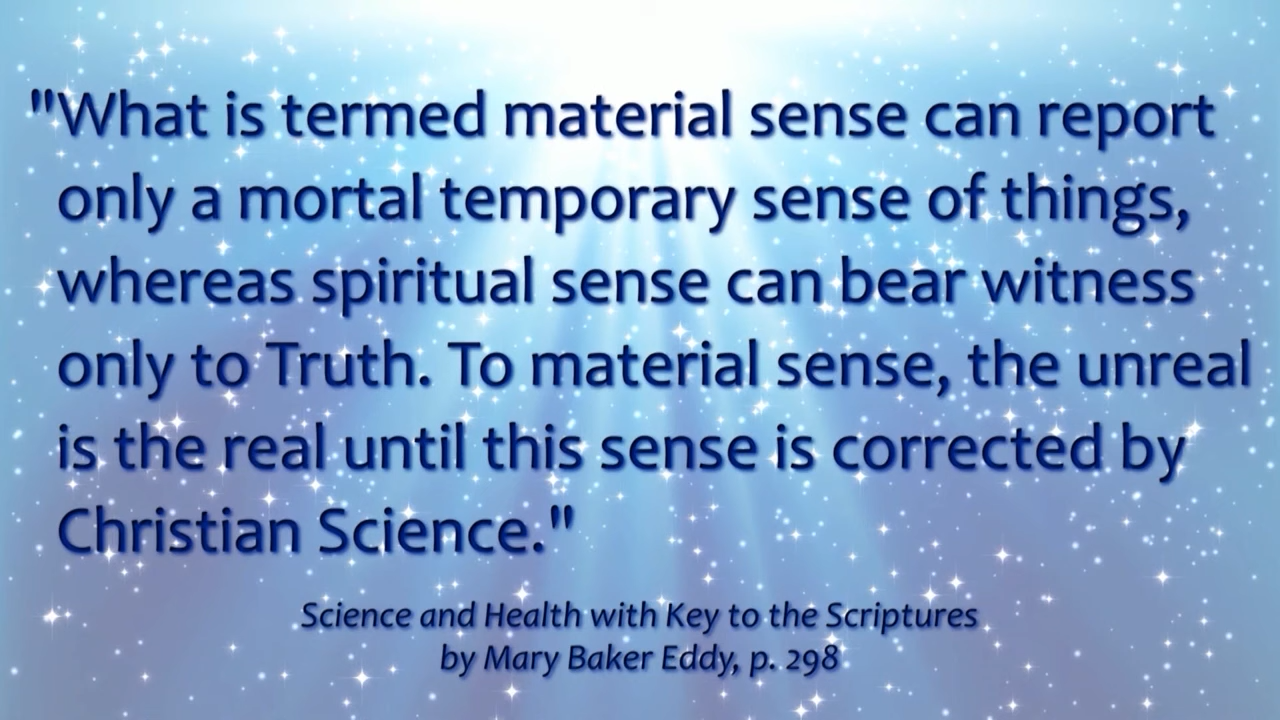 "What is termed material sense can report
only a mortal temporary sense of things,
whereas spiritual sense can bear witness
only to Truth. To material sense, the unreal
is the real until this sense is corrected by
Christian Science."
Science and Health with Key to the Scriptures
by Mary Baker Eddy, p. 298